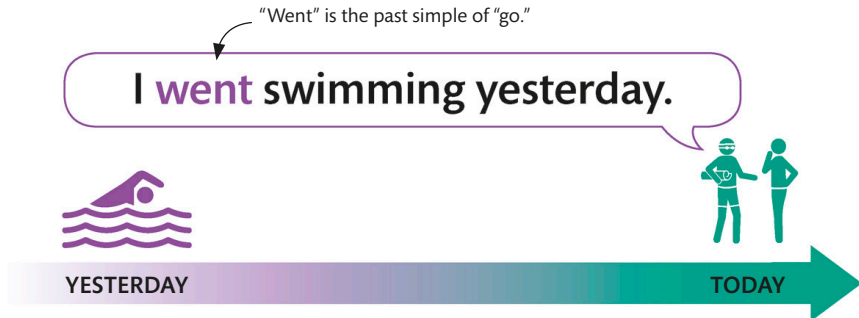 “Went” is the past simple of “go.”
I went swimming yesterday.
YESTERDAY
TODAY